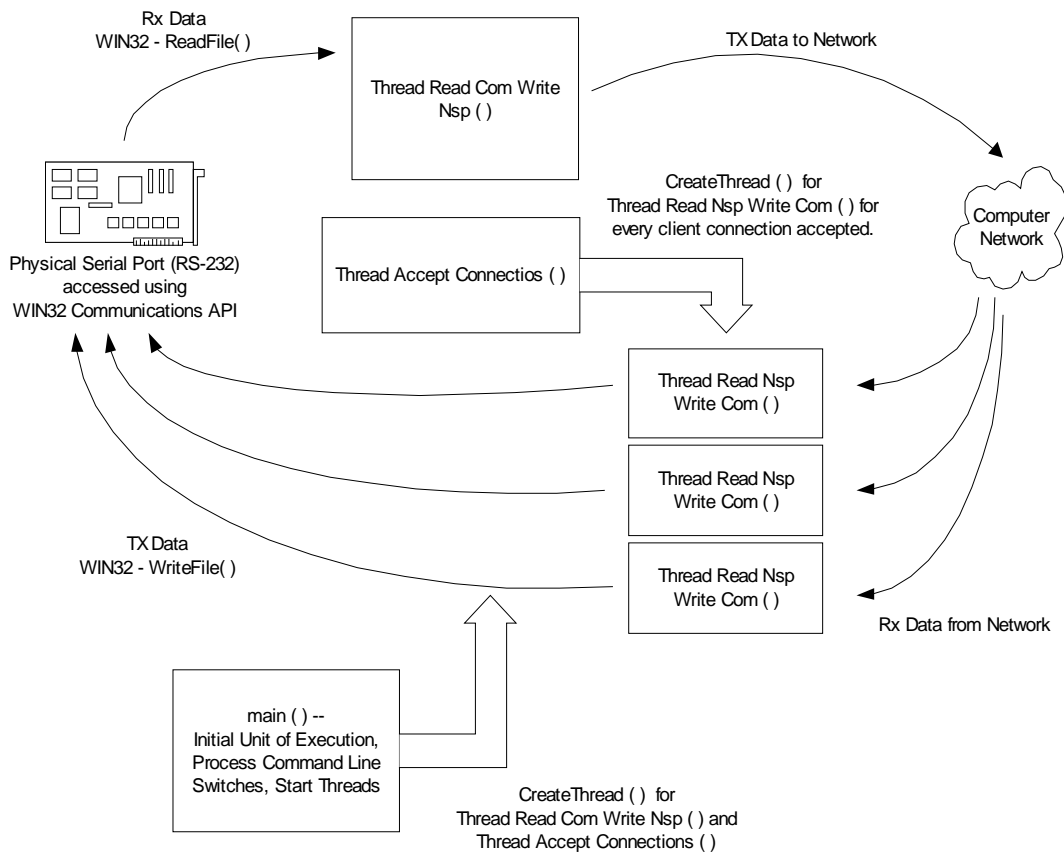 Rx Data
WIN32 - ReadFile( )
Thread Read Com Write
Nsp ( )
TX Data to Network
CreateThread ( )  for
Thread Read Nsp Write Com ( ) for
every client connection accepted.
Computer
Network
Physical Serial Port (RS-232)
accessed using
WIN32 Communications API
Thread Accept Connectios ( )
Thread Read Nsp
Write Com ( )
Thread Read Nsp
Write Com ( )
Thread Read Nsp
Write Com ( )
TX Data
WIN32 - WriteFile( )
Rx Data from Network
main ( ) --
Initial Unit of Execution,
Process Command Line
Switches, Start Threads
CreateThread ( )  for
Thread Read Com Write Nsp ( ) and
Thread Accept Connections ( )